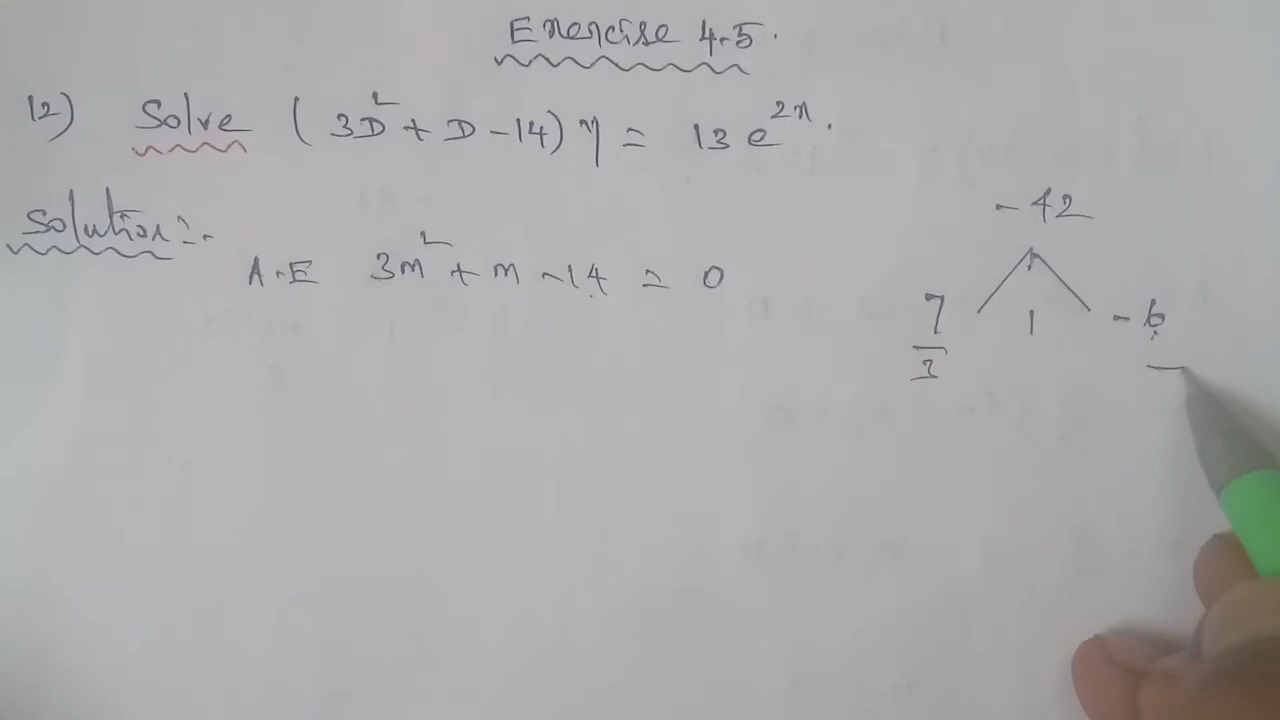 Exercise 4.5.
12) Solve (3D² + D - 14) y = 13 e^2x.
Solution:-
A.E 3m² + m - 14 = 0
- 42
7 1 - 6
3